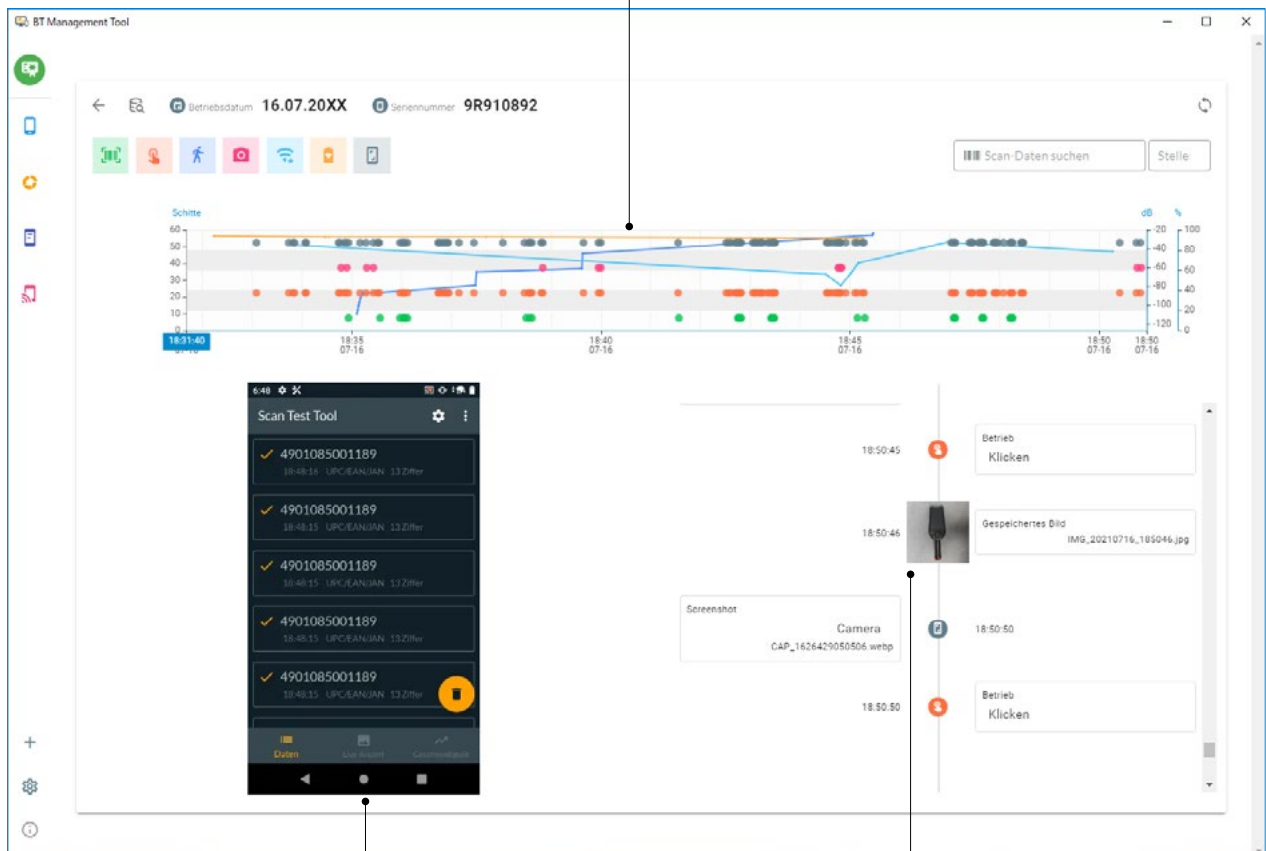 BT Management Tool
Betriebsdatum 16.07.20XX Seriennummer 9R910892
Scan-Daten suchen Stelle
Schitte dB %
60
50
40
30
20
10
0
-20
-40
-60
-80
-100
-120
100
80
60
40
20
0
18:31:40
18:35 18:40 18:45 18:50 18:50
07-16 07-16 07-16 07-16 07-16
6:48
Scan Test Tool
4901085001189
18:48:16 UPC/EAN/JAN 13 Ziffer
4901085001189
18:48:15 UPC/EAN/JAN 13 Ziffer
4901085001189
18:48:15 UPC/EAN/JAN 13 Ziffer
4901085001189
18:48:15 UPC/EAN/JAN 13 Ziffer
4901085001189
18:48:15 UPC/EAN/JAN 13 Ziffer
Daten Live
18:50:45
Betrieb
Klicken
18:50:46
Gespeichertes Bild
IMG_20210716_185046.jpg
Screenshot
Camera
CAP_1626429050506.webp
18:50:50
18:50:50
Betrieb
Klicken